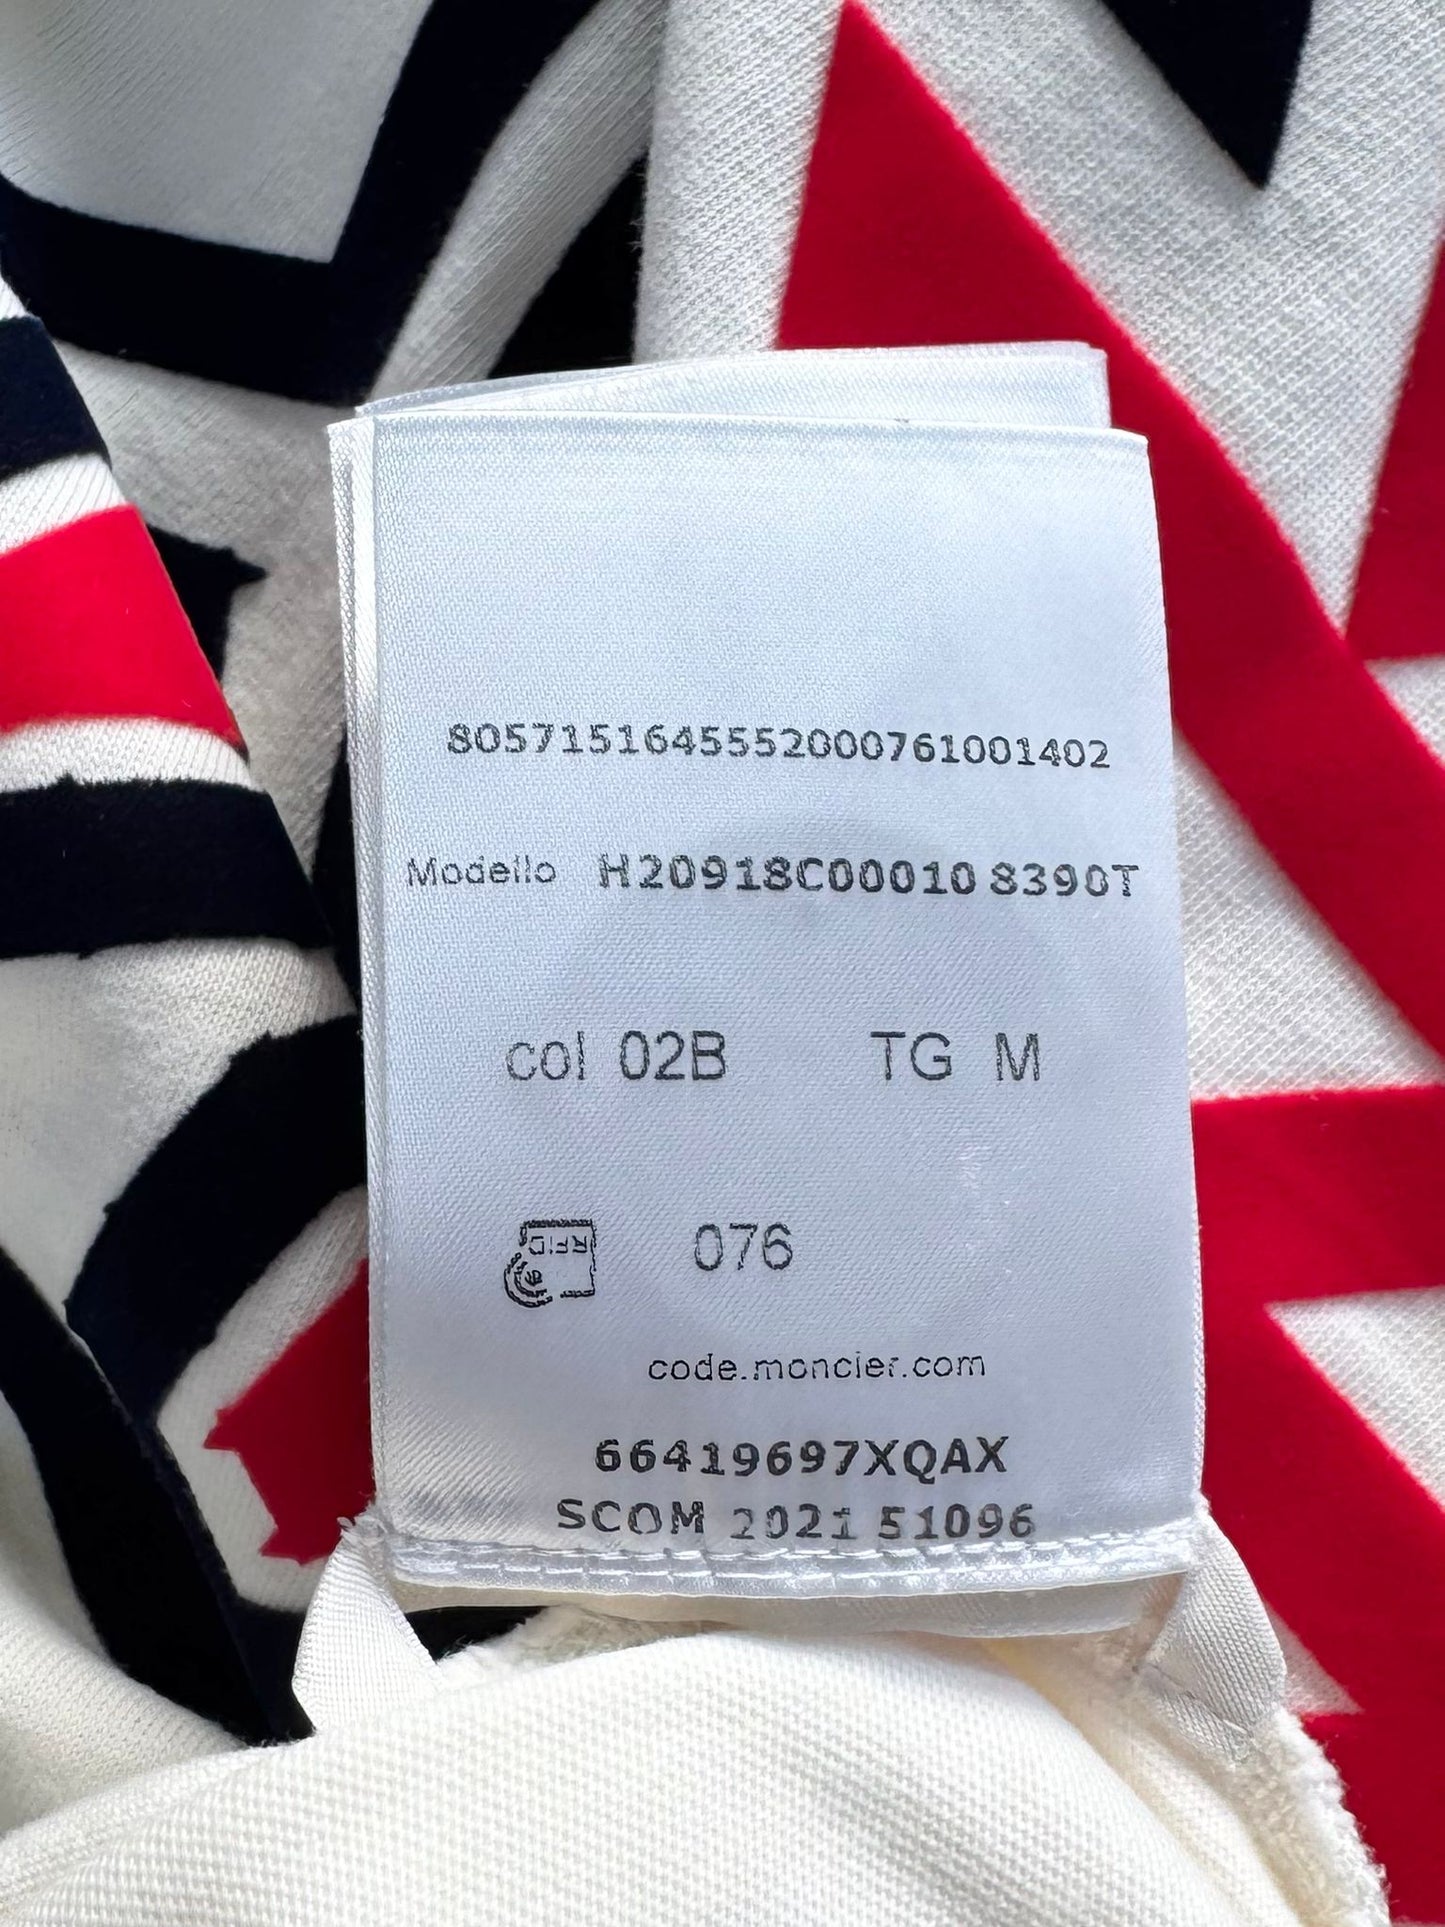 8057151645552000761001402
Modello H20918C00010 8390T
col 02B TG M
RFiD 076
code.moncler.com
66419697XQAX
SCOM 2021 51096